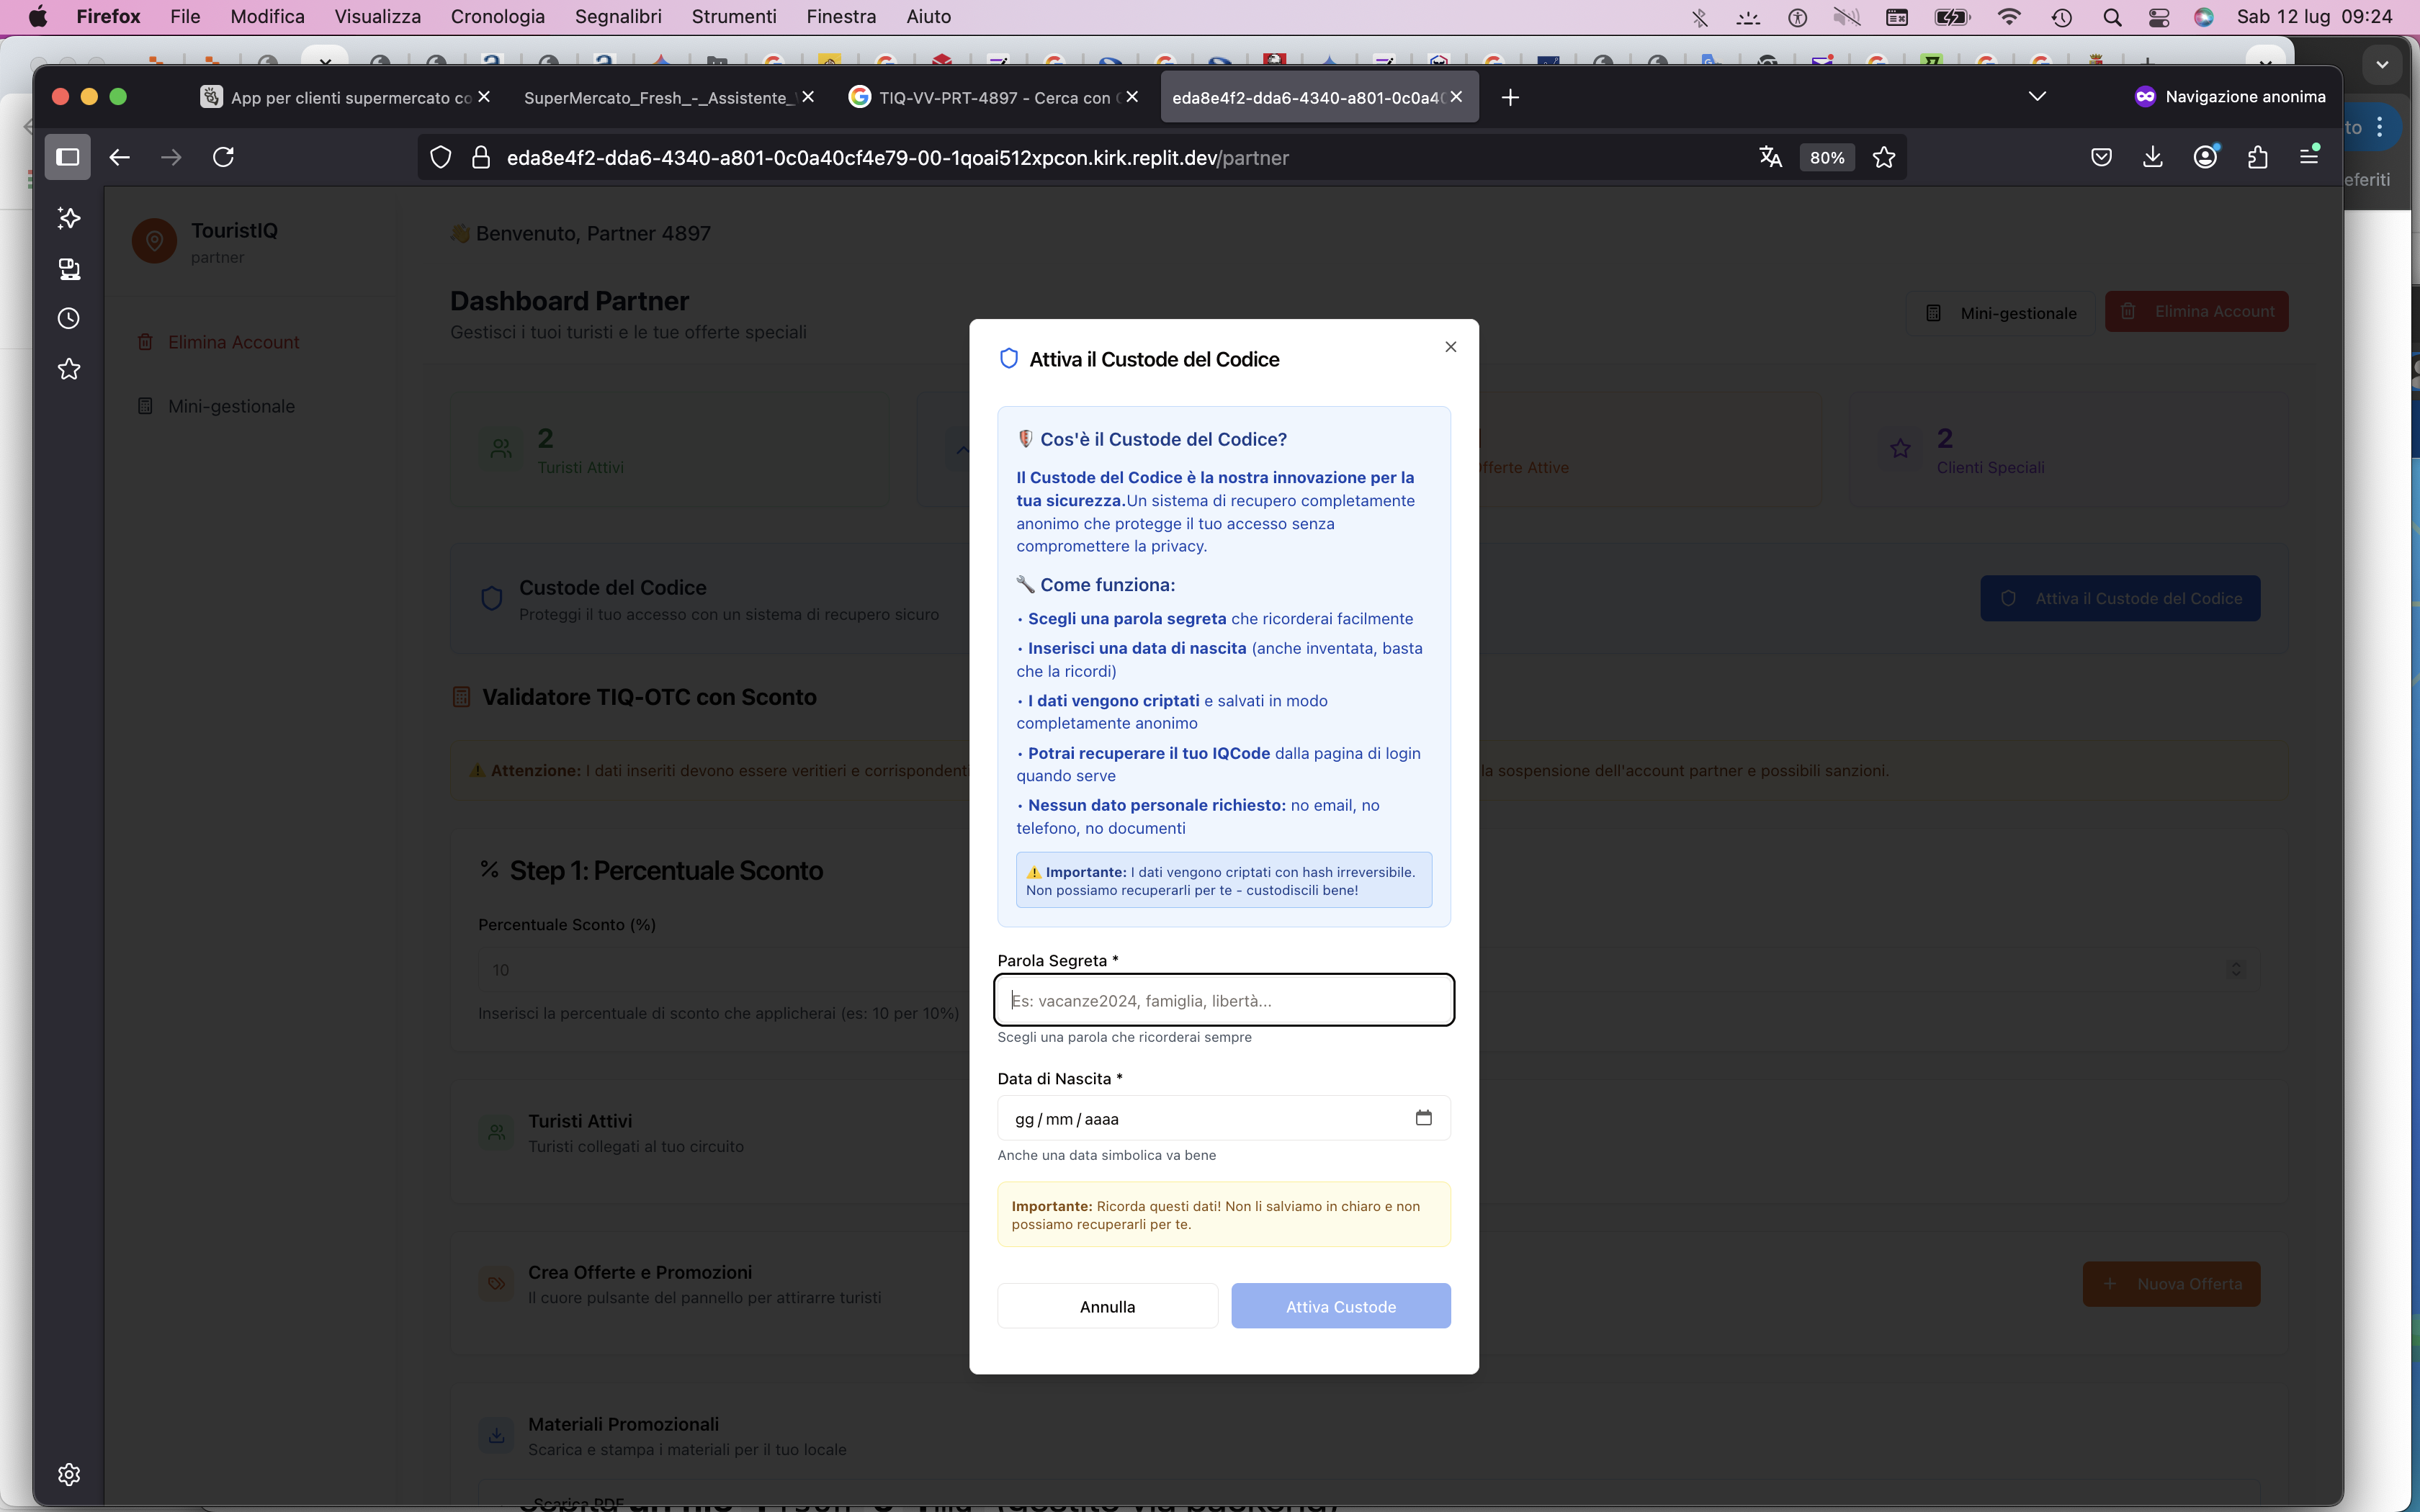 Firefox File Modifica Visualizza Cronologia Segnalibri Strumenti Finestra Aiuto Sab 12 lug 09:24
App per clienti supermercato co
SuperMercato_Fresh_-_Assistente_
TIQ-VV-PRT-4897 - Cerca con
eda8e4f2-dda6-4340-a801-0c0a40
Navigazione anonima
eda8e4f2-dda6-4340-a801-0c0a40cf4e79-00-1qoai512xpcon.kirk.replit.dev/partner
80%
to
eferiti
TouristIQ
partner
Elimina Account
Mini-gestionale
👋 Benvenuto, Partner 4897
Dashboard Partner
Gestisci i tuoi turisti e le tue offerte speciali
Mini-gestionale
Elimina Account
2
Turisti Attivi
fferte Attive
2
Clienti Speciali
Custode del Codice
Proteggi il tuo accesso con un sistema di recupero sicuro
Attiva il Custode del Codice
Validatore TIQ-OTC con Sconto
⚠️ Attenzione: I dati inseriti devono essere veritieri e corrispondenti
la sospensione dell'account partner e possibili sanzioni.
% Step 1: Percentuale Sconto
Percentuale Sconto (%)
10
Inserisci la percentuale di sconto che applicherai (es: 10 per 10%)
Turisti Attivi
Turisti collegati al tuo circuito
Crea Offerte e Promozioni
Il cuore pulsante del pannello per attirarre turisti
+ Nuova Offerta
Materiali Promozionali
Scarica e stampa i materiali per il tuo locale
Scarica PDF
Attiva il Custode del Codice
🛡️ Cos'è il Custode del Codice?
Il Custode del Codice è la nostra innovazione per la
tua sicurezza.Un sistema di recupero completamente
anonimo che protegge il tuo accesso senza
compromettere la privacy.
🔧 Come funziona:
• Scegli una parola segreta che ricorderai facilmente
• Inserisci una data di nascita (anche inventata, basta
che la ricordi)
• I dati vengono criptati e salvati in modo
completamente anonimo
• Potrai recuperare il tuo IQCode dalla pagina di login
quando serve
• Nessun dato personale richiesto: no email, no
telefono, no documenti
⚠️ Importante: I dati vengono criptati con hash irreversibile.
Non possiamo recuperarli per te - custodiscili bene!
Parola Segreta *
Es: vacanze2024, famiglia, libertà...
Scegli una parola che ricorderai sempre
Data di Nascita *
gg / mm / aaaa
Anche una data simbolica va bene
Importante: Ricorda questi dati! Non li salviamo in chiaro e non
possiamo recuperarli per te.
Annulla
Attiva Custode